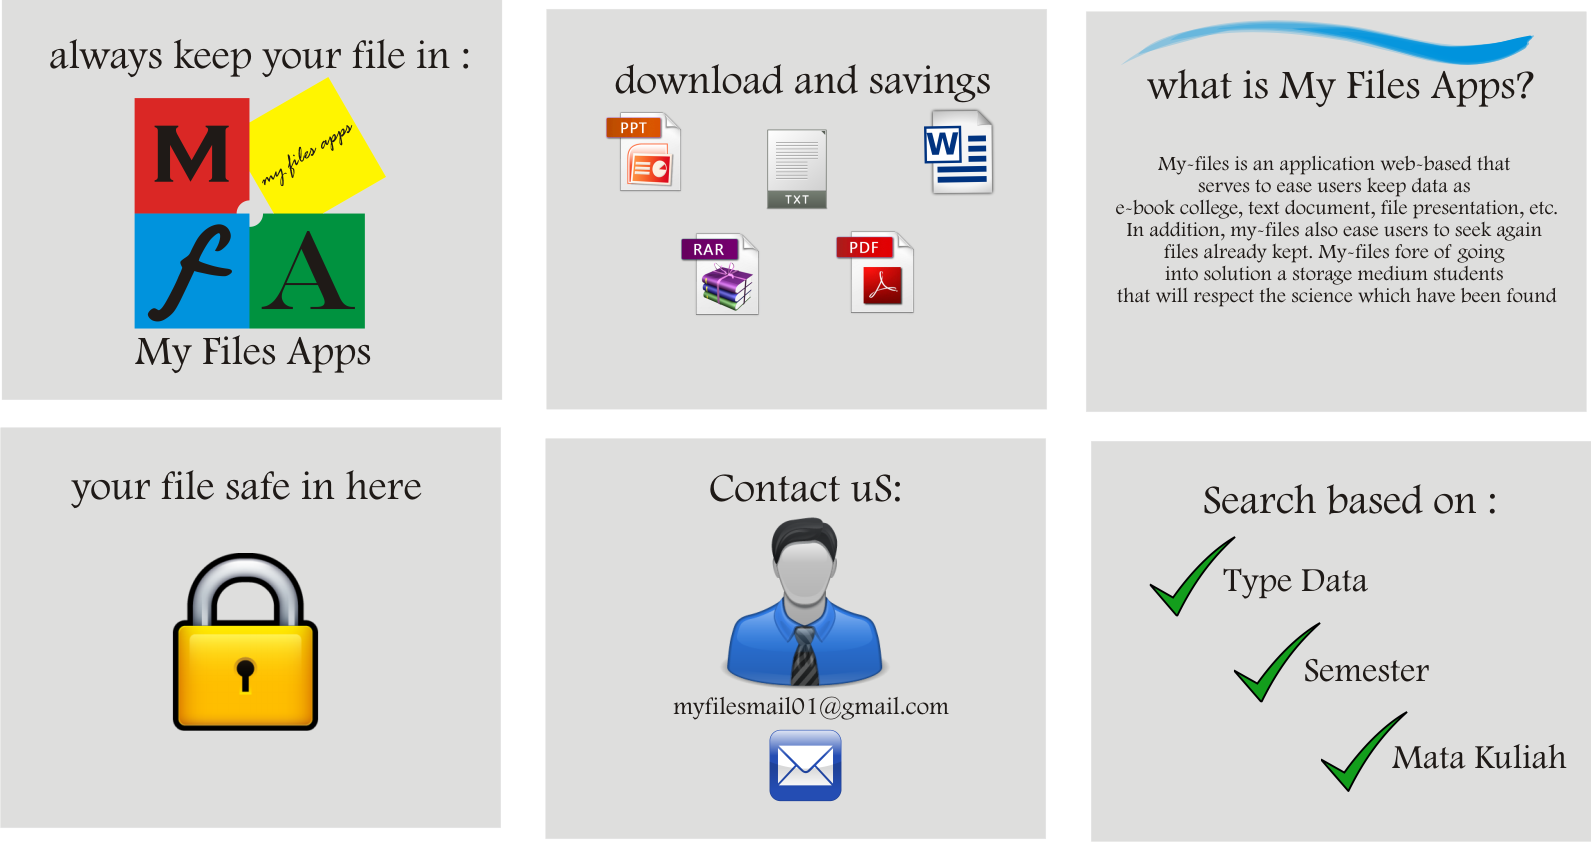 always keep your file in :
M
my files apps
f
A
My Files Apps
download and savings
PPT
TXT
W
RAR
PDF
what is My Files Apps?
My-files is an application web-based that
serves to ease users keep data as
e-book college, text document, file presentation, etc.
In addition, my-files also ease users to seek again
files already kept. My-files fore of going
into solution a storage medium students
that will respect the science which have been found
your file safe in here
Contact uS:
myfilesmail01@gmail.com
Search based on :
Type Data
Semester
Mata Kuliah